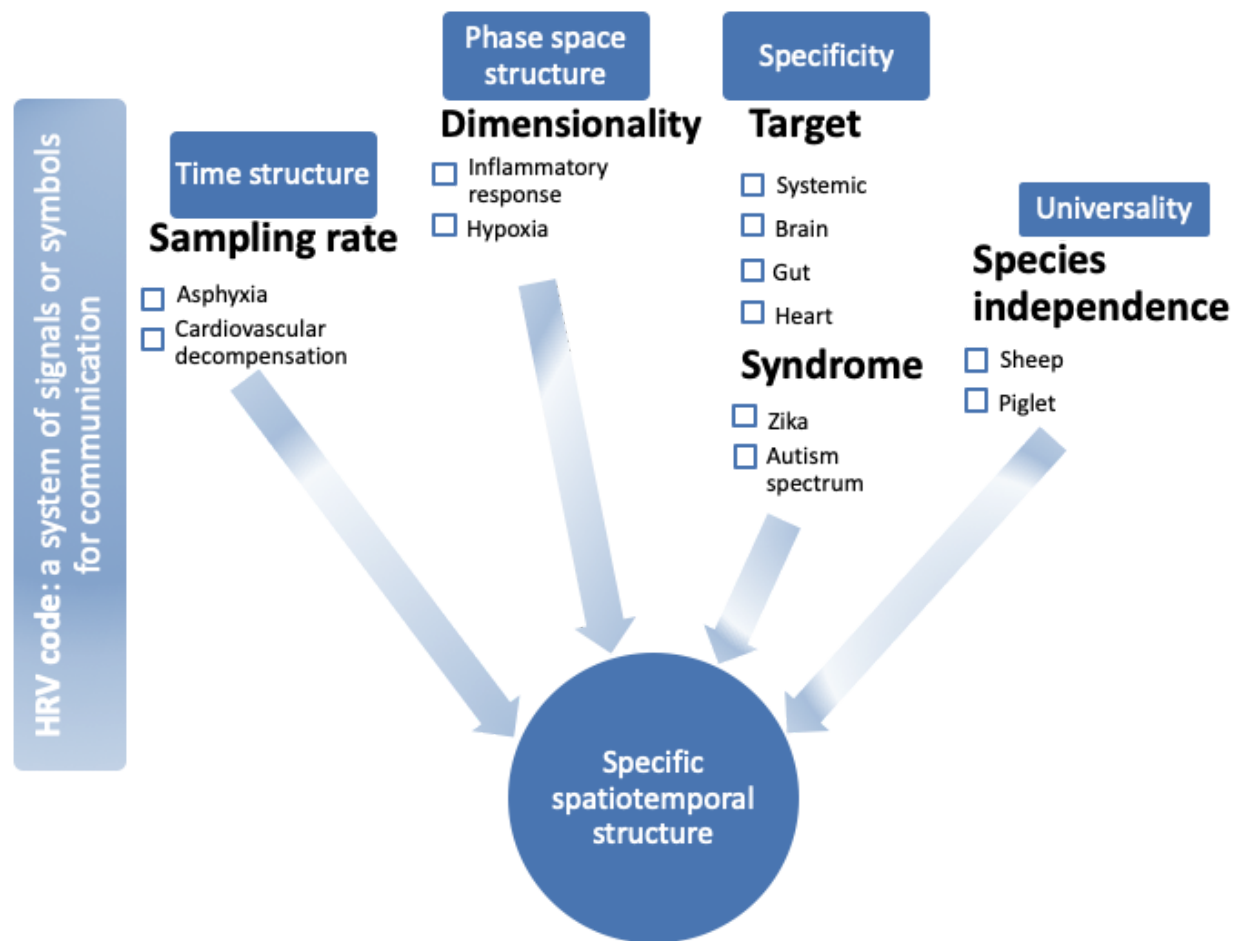 HRV code: a system of signals or symbols
for communication
Time structure
Sampling rate
Asphyxia
Cardiovascular
decompensation
Phase space
structure
Dimensionality
Inflammatory
response
Hypoxia
Specificity
Target
Systemic
Brain
Gut
Heart
Syndrome
Zika
Autism
spectrum
Universality
Species
independence
Sheep
Piglet
Specific
spatiotemporal
structure